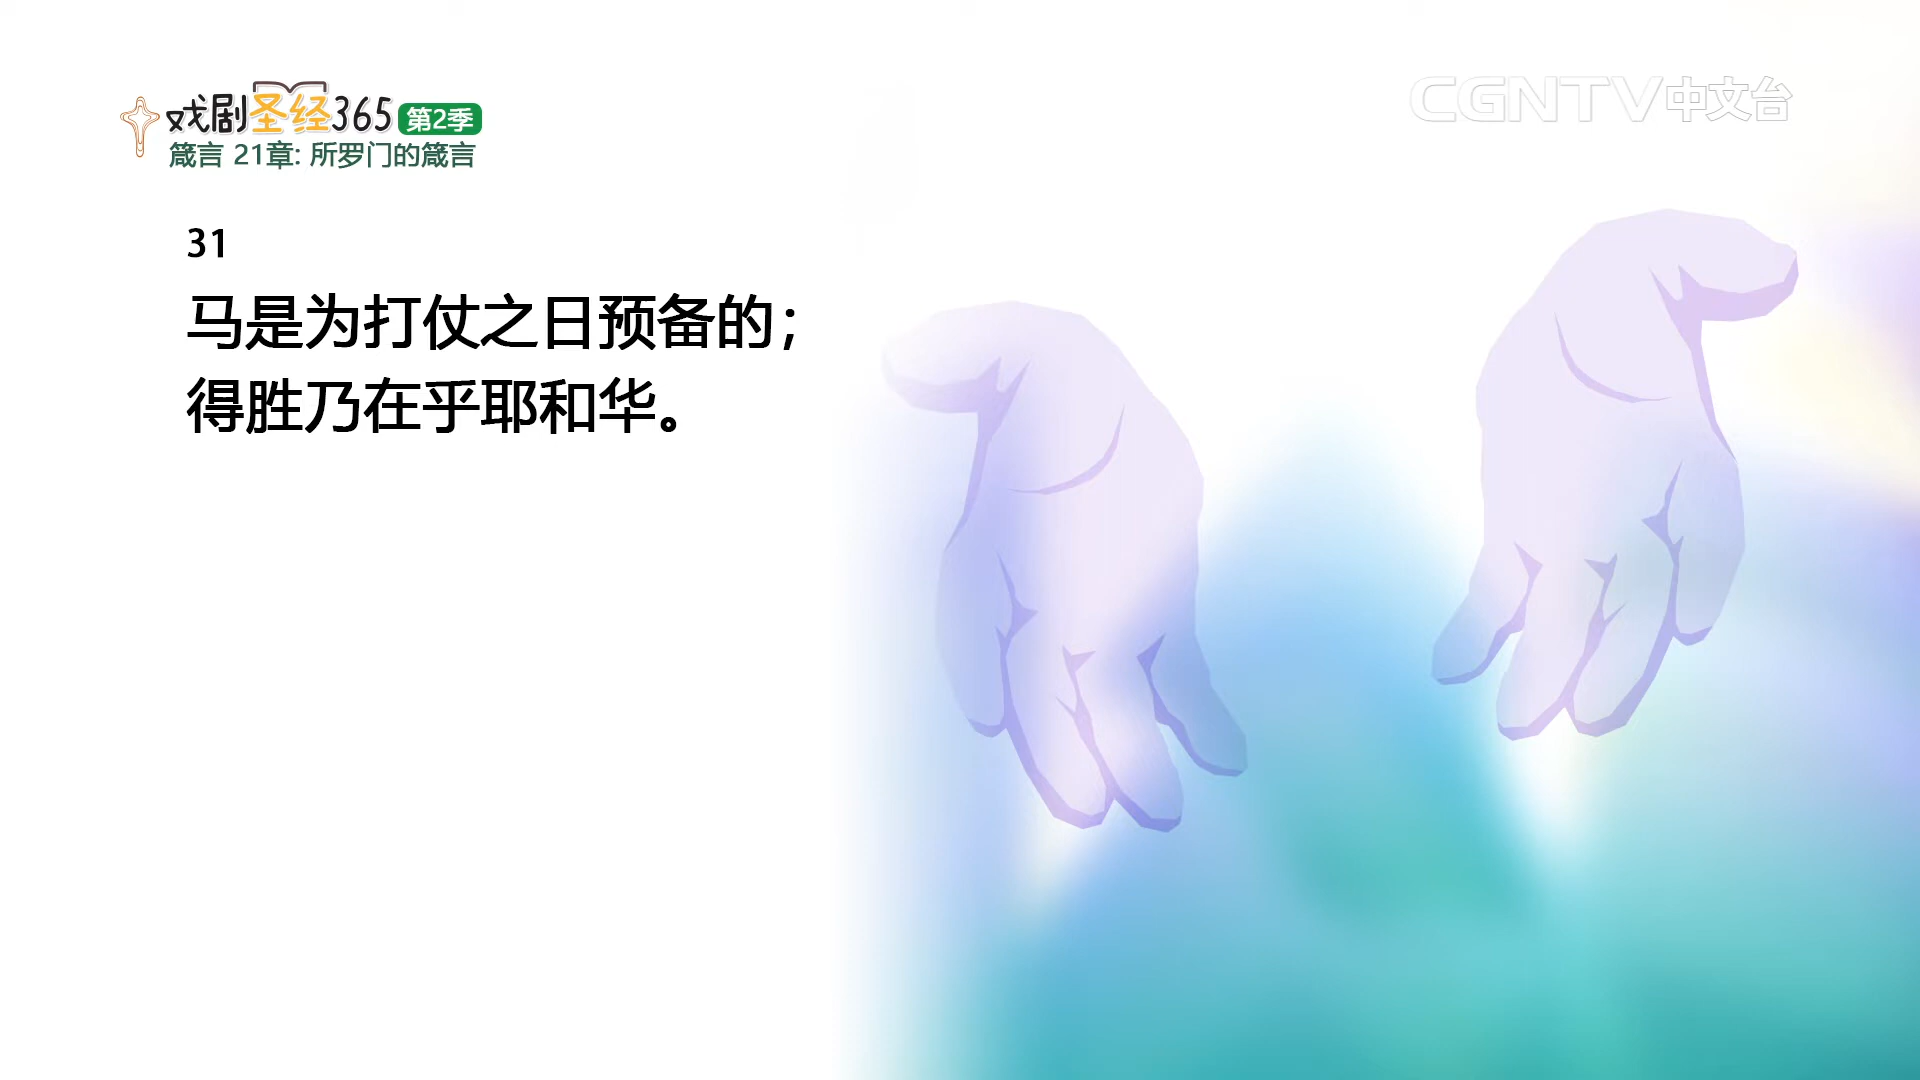 戏剧圣经365 第2季
箴言 21章: 所罗门的箴言
CGNTV中文台
31
马是为打仗之日预备的；
得胜乃在乎耶和华。